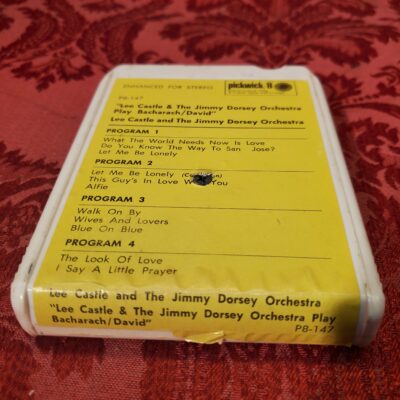 ENHANCED FOR STEREO
pickwick 8
P8-147
"Lee Castle & The Jimmy Dorsey Orchestra
Play Bacharach/David"
Lee Castle and The Jimmy Dorsey Orchestra
PROGRAM 1
What The World Needs Now Is Love
Do You Know The Way To San Jose?
Let Me Be Lonely
PROGRAM 2
Let Me Be Lonely
This Guy's In Love With You
Alfie
PROGRAM 3
Walk On By
Wives And Lovers
Blue On Blue
PROGRAM 4
The Look Of Love
I Say A Little Prayer
Lee Castle and The Jimmy Dorsey Orchestra
"Lee Castle & The Jimmy Dorsey Orchestra Play
Bacharach/David"
P8-147